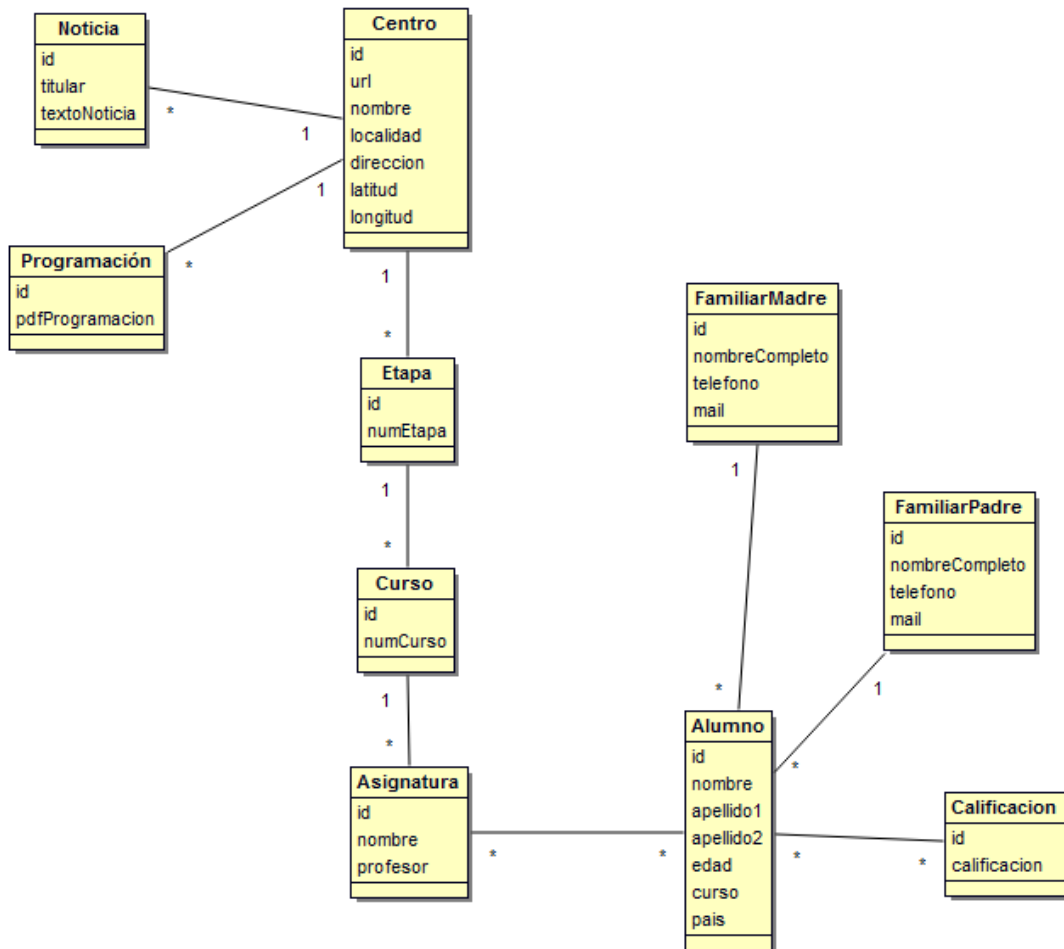 Noticia
id
titular
textoNoticia
*
1
Centro
id
url
nombre
localidad
direccion
latitud
longitud
1
*
Programación
id
pdfProgramacion
1
*
Etapa
id
numEtapa
1
*
Curso
id
numCurso
1
*
Asignatura
id
nombre
profesor
*
*
FamiliarMadre
id
nombreCompleto
telefono
mail
1
*
FamiliarPadre
id
nombreCompleto
telefono
mail
1
*
Alumno
id
nombre
apellido1
apellido2
edad
curso
pais
*
*
Calificacion
id
calificacion